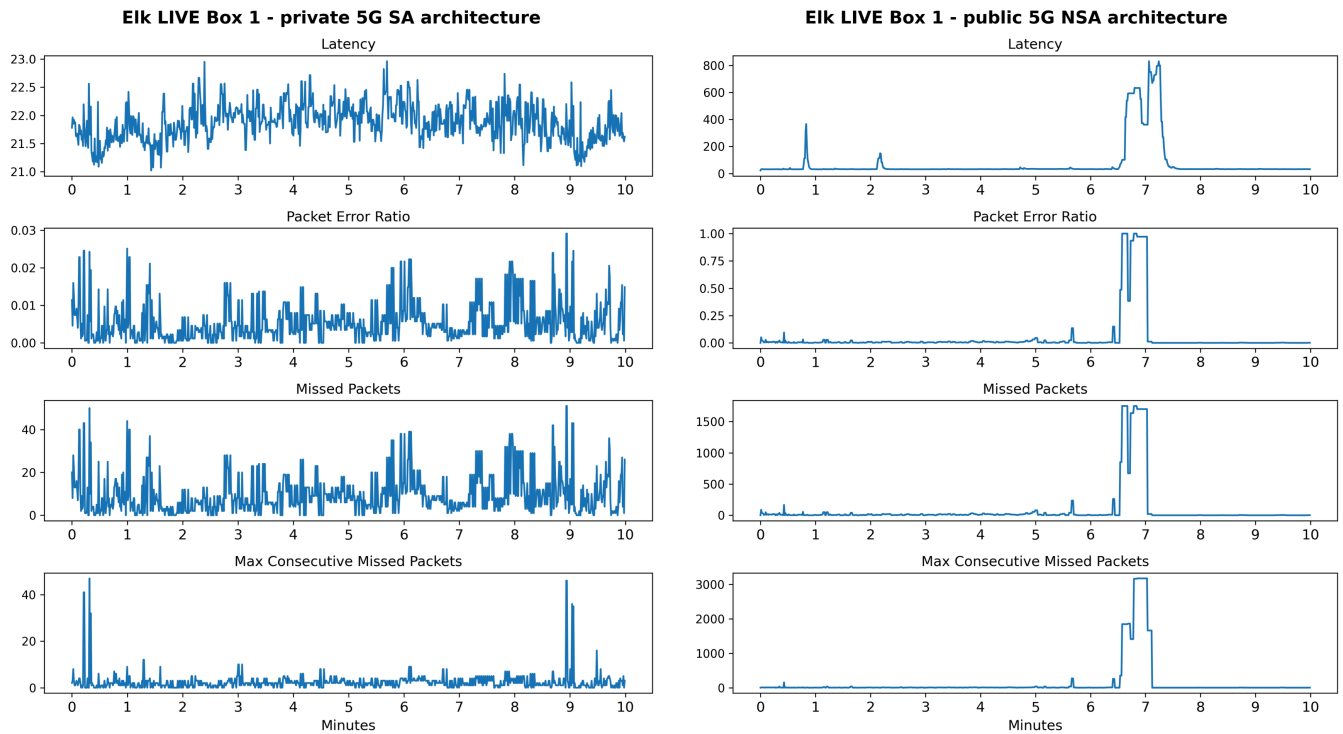 Elk LIVE Box 1 - private 5G SA architecture
Latency
23.0
22.5
22.0
21.5
21.0
0 1 2 3 4 5 6 7 8 9 10
Packet Error Ratio
0.03
0.02
0.01
0.00
0 1 2 3 4 5 6 7 8 9 10
Missed Packets
40
20
0
0 1 2 3 4 5 6 7 8 9 10
Max Consecutive Missed Packets
40
20
0
0 1 2 3 4 5 6 7 8 9 10
Minutes
Elk LIVE Box 1 - public 5G NSA architecture
Latency
800
600
400
200
0
0 1 2 3 4 5 6 7 8 9 10
Packet Error Ratio
1.00
0.75
0.50
0.25
0.00
0 1 2 3 4 5 6 7 8 9 10
Missed Packets
1500
1000
500
0
0 1 2 3 4 5 6 7 8 9 10
Max Consecutive Missed Packets
3000
2000
1000
0
0 1 2 3 4 5 6 7 8 9 10
Minutes